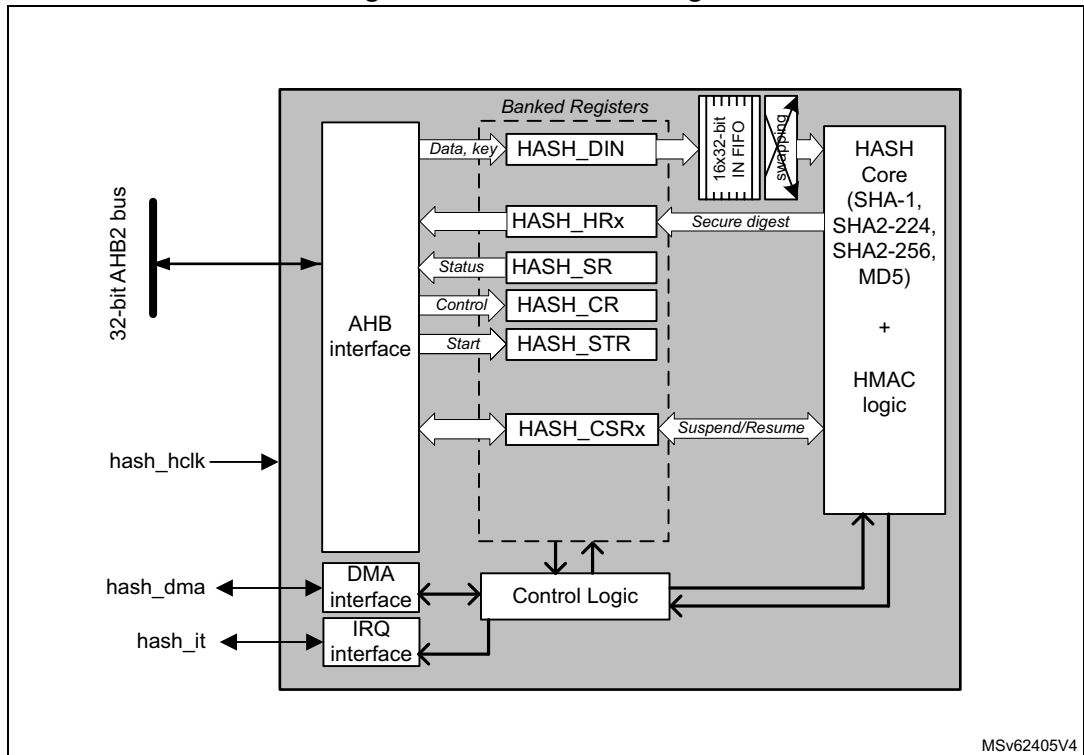 Banked Registers
Data, key
HASH_DIN
16x32-bit
IN FIFO
swapping
HASH
Core
(SHA-1,
SHA2-224,
SHA2-256,
MD5)
+
HMAC
logic
HASH_HRx
Secure digest
Status
HASH_SR
Control
HASH_CR
Start
HASH_STR
HASH_CSRx
Suspend/Resume
32-bit AHB2 bus
AHB
interface
hash_hclk
hash_dma
DMA
interface
Control Logic
hash_it
IRQ
interface
MSv62405V4